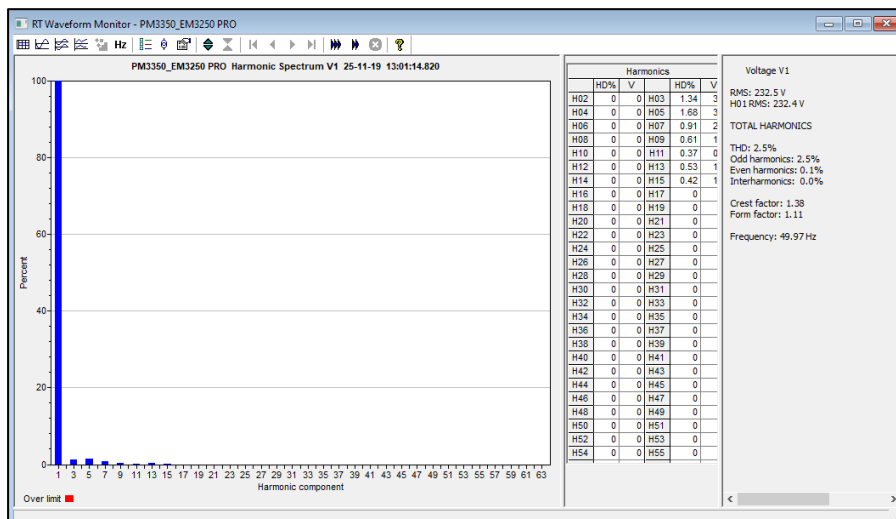 RT Waveform Monitor - PM3350_EM3250 PRO
Hz
PM3350_EM3250 PRO Harmonic Spectrum V1 25-11-19 13:01:14.820
100
80
60
40
20
0
Percent
1 3 5 7 9 11 13 15 17 19 21 23 25 27 29 31 33 35 37 39 41 43 45 47 49 51 53 55 57 59 61 63
Harmonic component
Over limit
Harmonics
HD% V HD% V
H02 0 0 H03 1.34 3
H04 0 0 H05 1.68 3
H06 0 0 H07 0.91 2
H08 0 0 H09 0.61 1
H10 0 0 H11 0.37 0
H12 0 0 H13 0.53 1
H14 0 0 H15 0.42 1
H16 0 0 H17 0
H18 0 0 H19 0
H20 0 0 H21 0
H22 0 0 H23 0
H24 0 0 H25 0
H26 0 0 H27 0
H28 0 0 H29 0
H30 0 0 H31 0
H32 0 0 H33 0
H34 0 0 H35 0
H36 0 0 H37 0
H38 0 0 H39 0
H40 0 0 H41 0
H42 0 0 H43 0
H44 0 0 H45 0
H46 0 0 H47 0
H48 0 0 H49 0
H50 0 0 H51 0
H52 0 0 H53 0
H54 0 0 H55 0
Voltage V1
RMS: 232.5 V
H01 RMS: 232.4 V
TOTAL HARMONICS
THD: 2.5%
Odd harmonics: 2.5%
Even harmonics: 0.1%
Interharmonics: 0.0%
Crest factor: 1.38
Form factor: 1.11
Frequency: 49.97 Hz